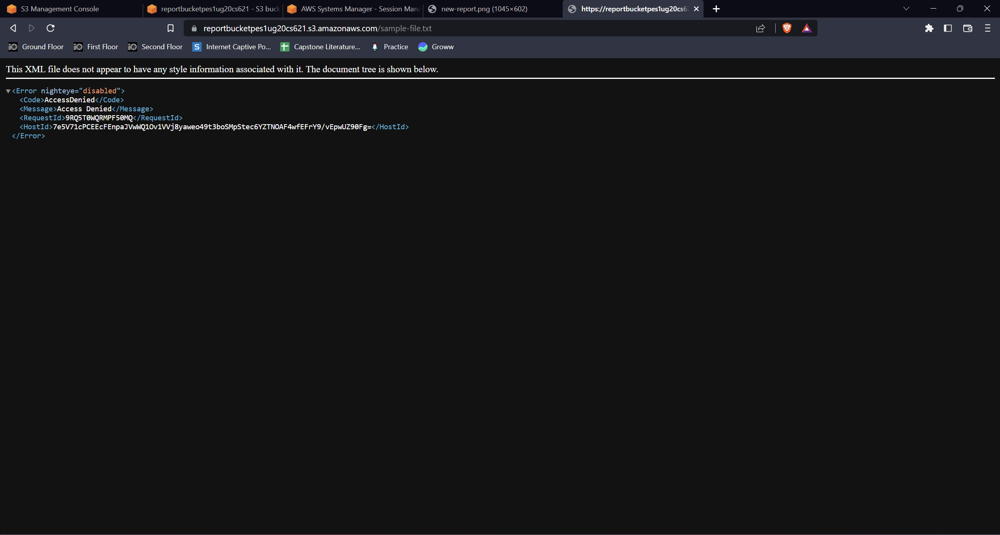 S3 Management Console
reportbucketpes1ug20cs621 - S3 buck
AWS Systems Manager - Session Mana
new-report.png (1045×602)
https://reportbucketpes1ug20cs62
reportbucketpes1ug20cs621.s3.amazonaws.com/sample-file.txt
Ground Floor
First Floor
Second Floor
Internet Captive Po...
Capstone Literature...
Practice
Groww
This XML file does not appear to have any style information associated with it. The document tree is shown below.
▼<Error nighteye="disabled">
<Code>AccessDenied</Code>
<Message>Access Denied</Message>
<RequestId>9RQ5T0WQRMPF50MQ</RequestId>
<HostId>7e5V71cPCEEcFEnpaJVwWQ1Ov1VVj8yaweo49t3boSMpStec6YZTNOAF4wfEFrY9/vEpwUZ90Fg=</HostId>
</Error>